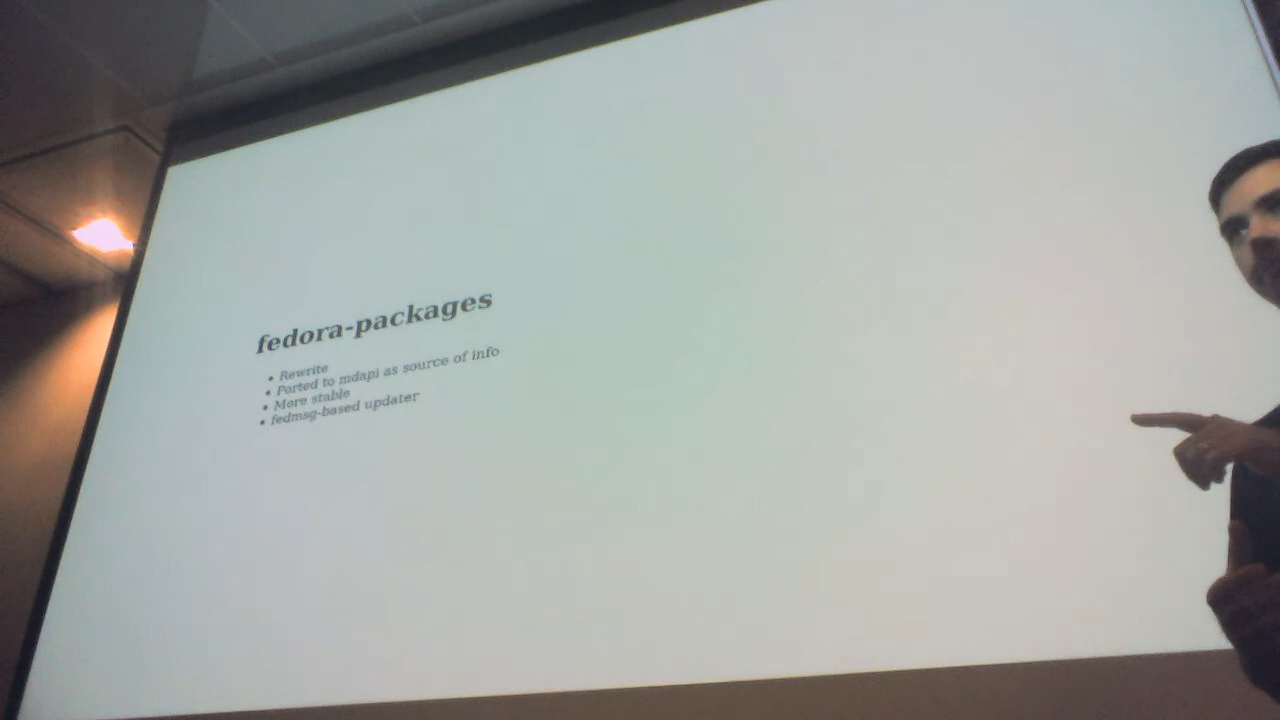 fedora-packages
• Rewrite
• Ported to mdapi as source of info
• More stable
• fedmsg-based updater